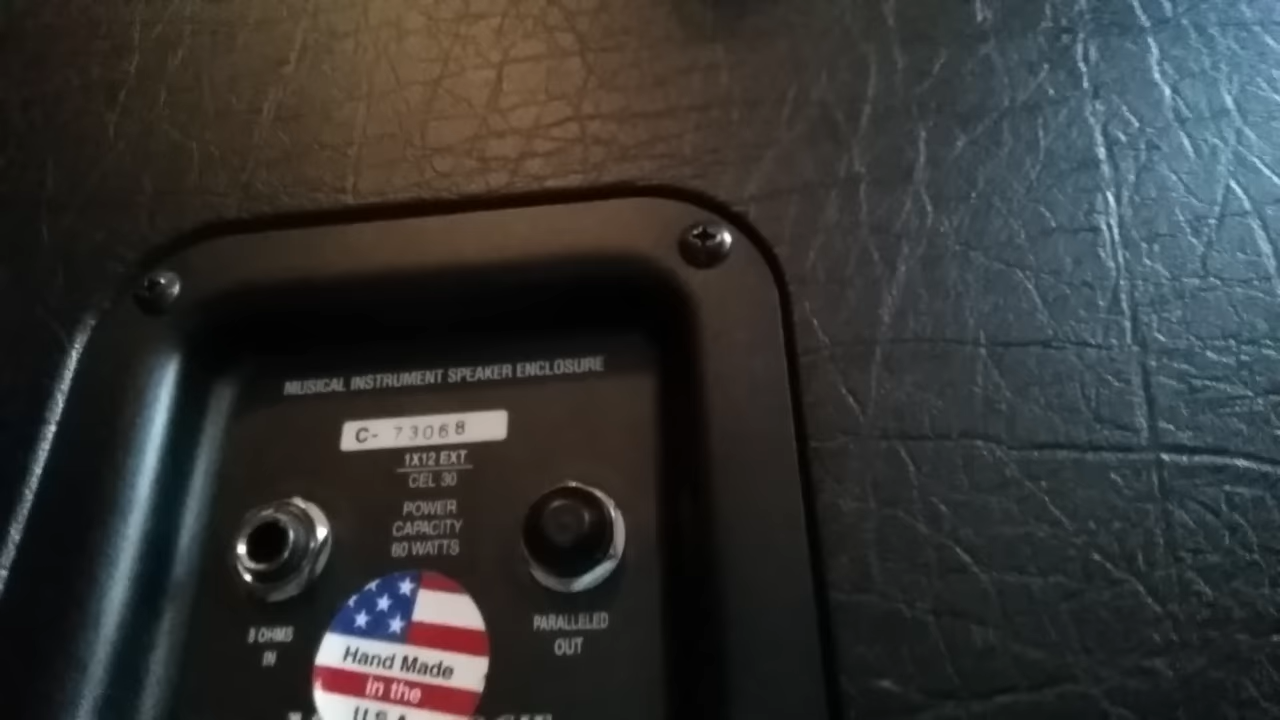 MUSICAL INSTRUMENT SPEAKER ENCLOSURE
C- 73068
1X12 EXT
CEL 30
POWER
CAPACITY
60 WATTS
8 OHMS
IN
PARALLELED
OUT
Hand Made
in the
U.S.A.